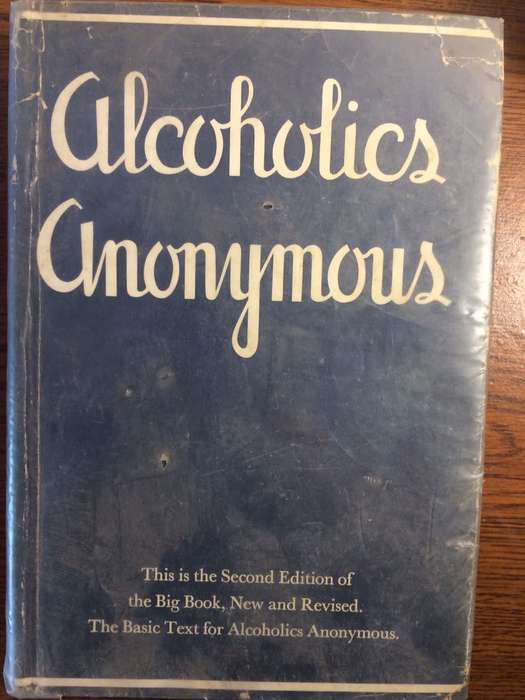 Alcoholics
Anonymous
This is the Second Edition of
the Big Book, New and Revised.
The Basic Text for Alcoholics Anonymous.